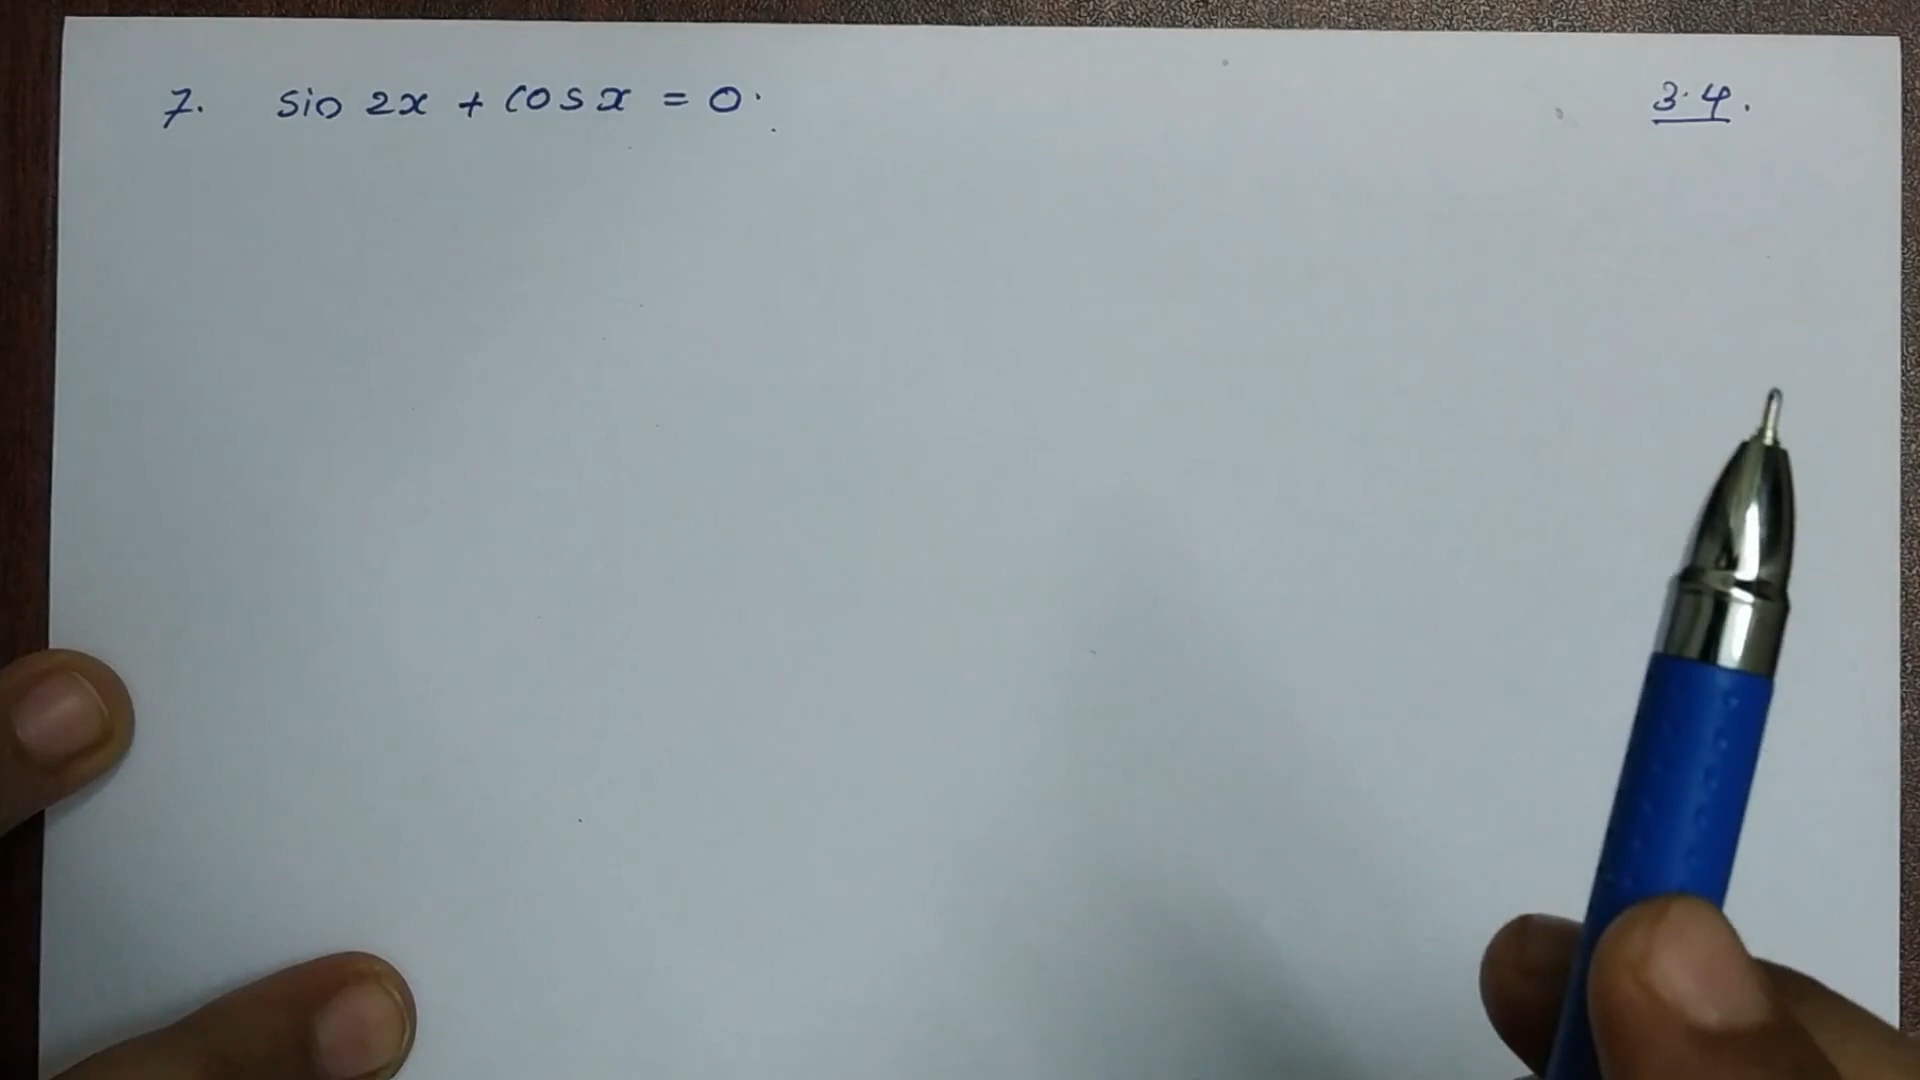 7. sin 2x + cos x = 0. 3.4.